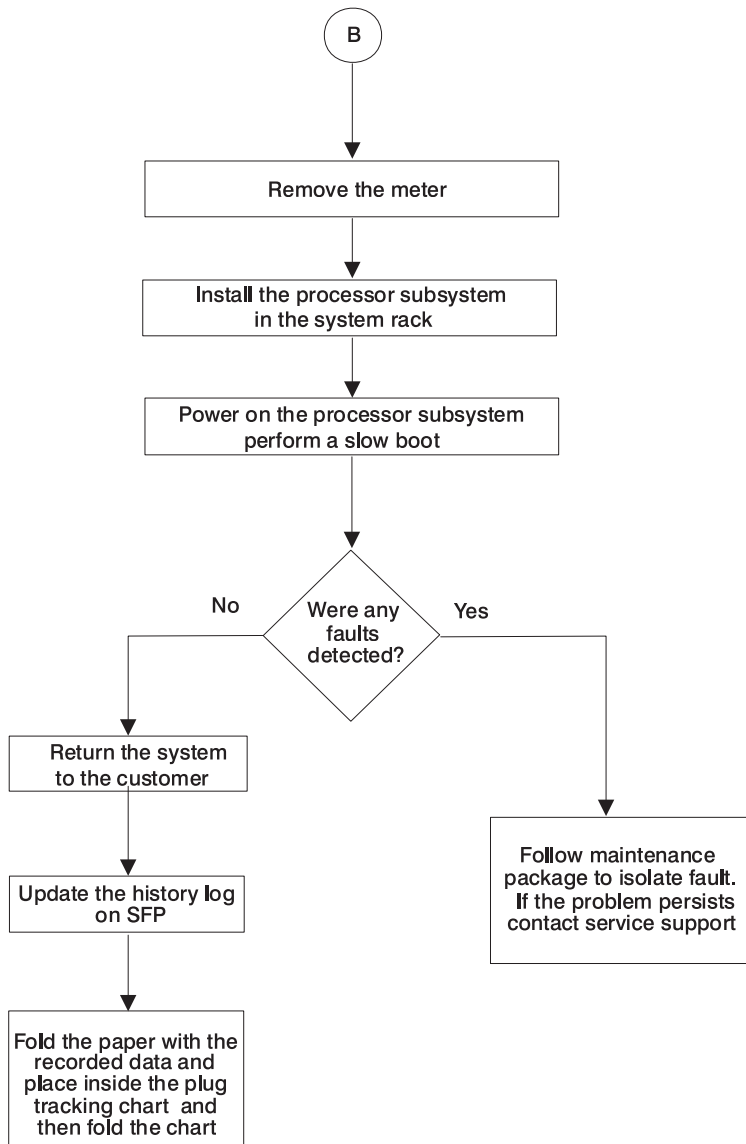 B
Remove the meter
Install the processor subsystem
in the system rack
Power on the processor subsystem
perform a slow boot
No
Were any
faults
detected?
Yes
Return the system
to the customer
Follow maintenance
package to isolate fault.
If the problem persists
contact service support
Update the history log
on SFP
Fold the paper with the
recorded data and
place inside the plug
tracking chart and
then fold the chart